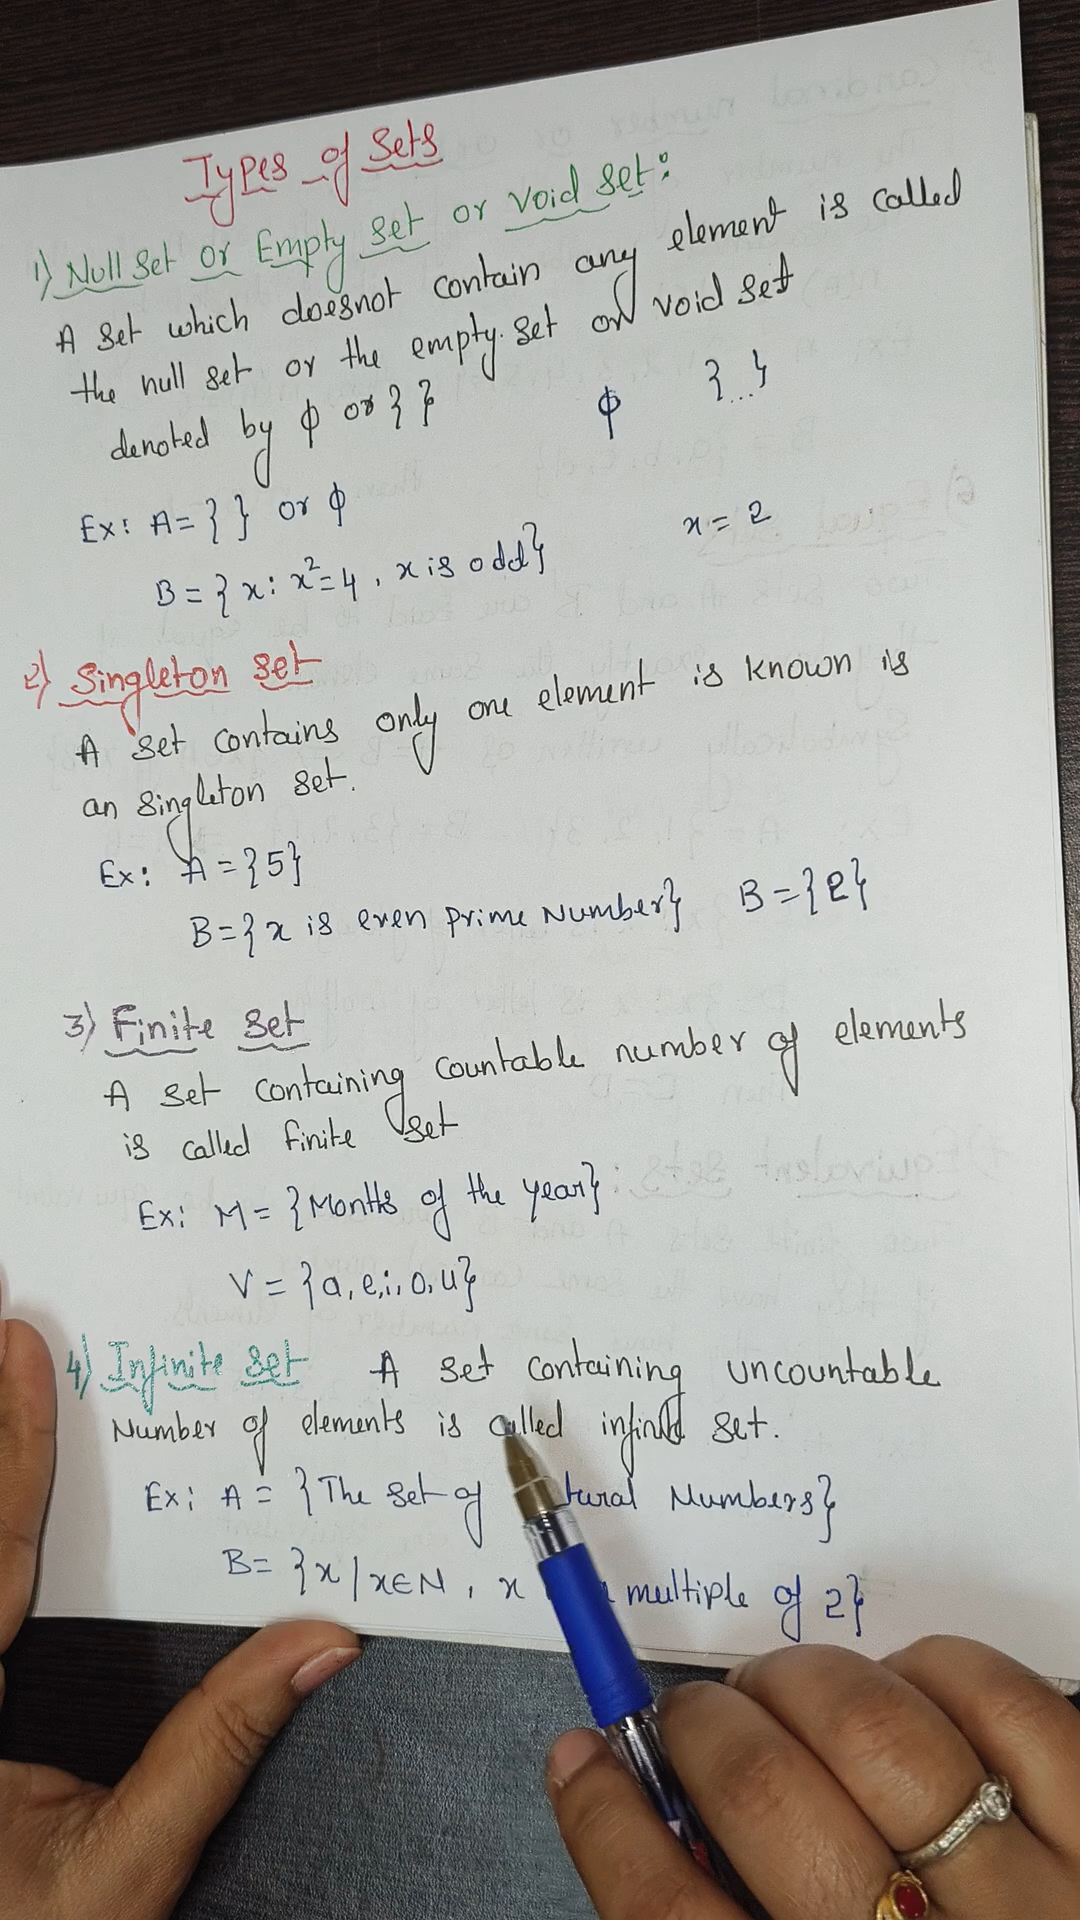 Types of Sets
1) Null Set or Empty Set or Void Set:
A Set which doesnot contain any element is called
the null set or the empty set or void set
denoted by ϕ or { }
ϕ {...}
Ex: A = { } or ϕ
x = 2
B = { x : x² = 4 , x is odd}
2) Singleton Set
A Set contains only one element is known is
an singleton set.
Ex: A = {5}
B = { x is even prime Number} B = {2}
3) Finite Set
A Set containing countable number of elements
is called finite set
Ex: M = {Months of the year}
V = {a, e, i, o, u}
4) Infinite Set A Set containing uncountable
Number of elements is called infinite set.
Ex: A = {The Set of tural Numbers}
B = {x / x ∈ N , x multiple of 2}